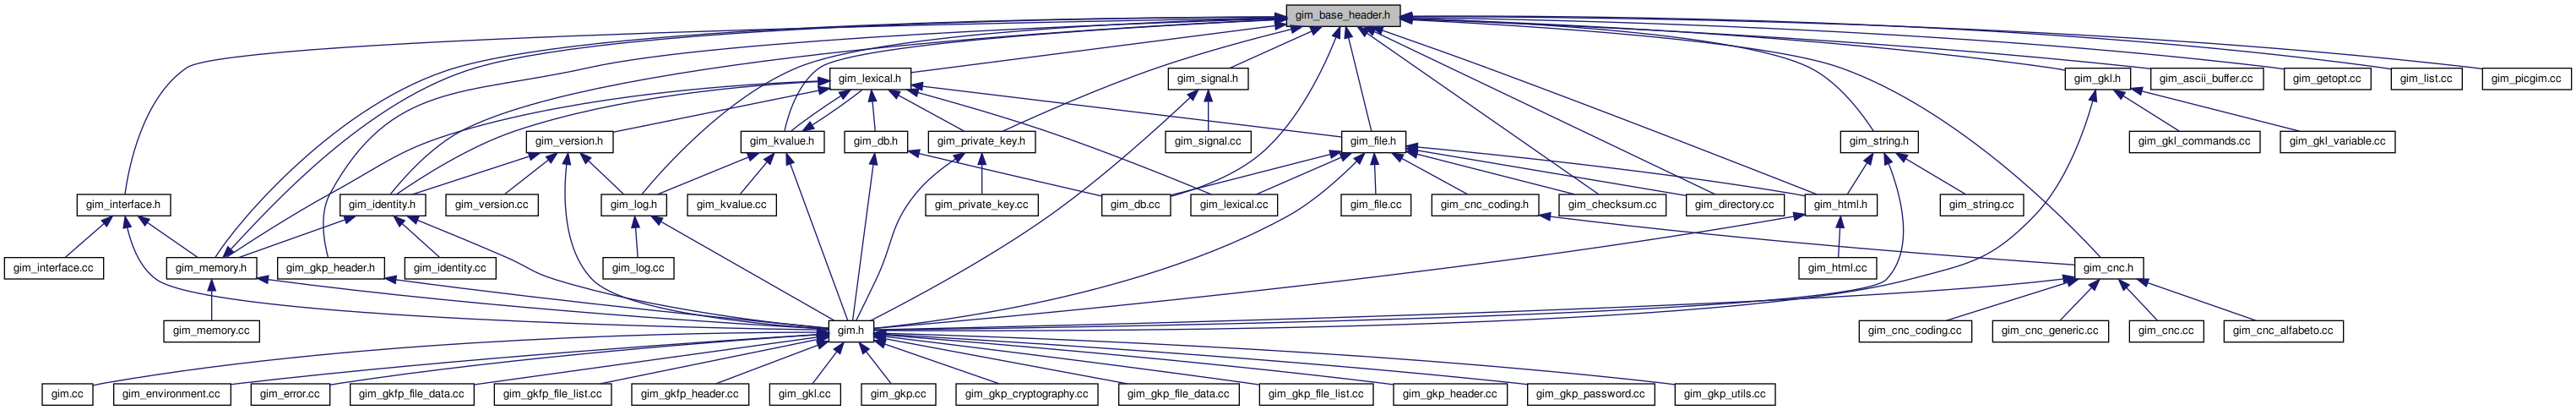 gim_base_header.h
gim_lexical.h
gim_signal.h
gim_gkl.h
gim_ascii_buffer.cc
gim_getopt.cc
gim_list.cc
gim_picgim.cc
gim_version.h
gim_kvalue.h
gim_db.h
gim_private_key.h
gim_signal.cc
gim_file.h
gim_string.h
gim_gkl_commands.cc
gim_gkl_variable.cc
gim_interface.h
gim_identity.h
gim_version.cc
gim_log.h
gim_kvalue.cc
gim_private_key.cc
gim_db.cc
gim_lexical.cc
gim_file.cc
gim_cnc_coding.h
gim_checksum.cc
gim_directory.cc
gim_html.h
gim_string.cc
gim_interface.cc
gim_memory.h
gim_gkp_header.h
gim_identity.cc
gim_log.cc
gim_html.cc
gim_cnc.h
gim_memory.cc
gim.h
gim_cnc_coding.cc
gim_cnc_generic.cc
gim_cnc.cc
gim_cnc_alfabeto.cc
gim.cc
gim_environment.cc
gim_error.cc
gim_gkfp_file_data.cc
gim_gkfp_file_list.cc
gim_gkfp_header.cc
gim_gkl.cc
gim_gkp.cc
gim_gkp_cryptography.cc
gim_gkp_file_data.cc
gim_gkp_file_list.cc
gim_gkp_header.cc
gim_gkp_password.cc
gim_gkp_utils.cc